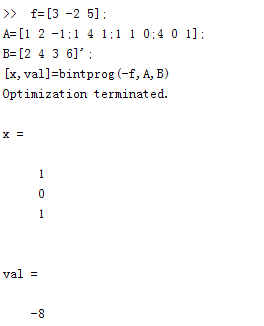 >> f=[3 -2 5];
A=[1 2 -1;1 4 1;1 1 0;4 0 1];
B=[2 4 3 6]';
[x,val]=bintprog(-f,A,B)
Optimization terminated.
x =
1
0
1
val =
-8